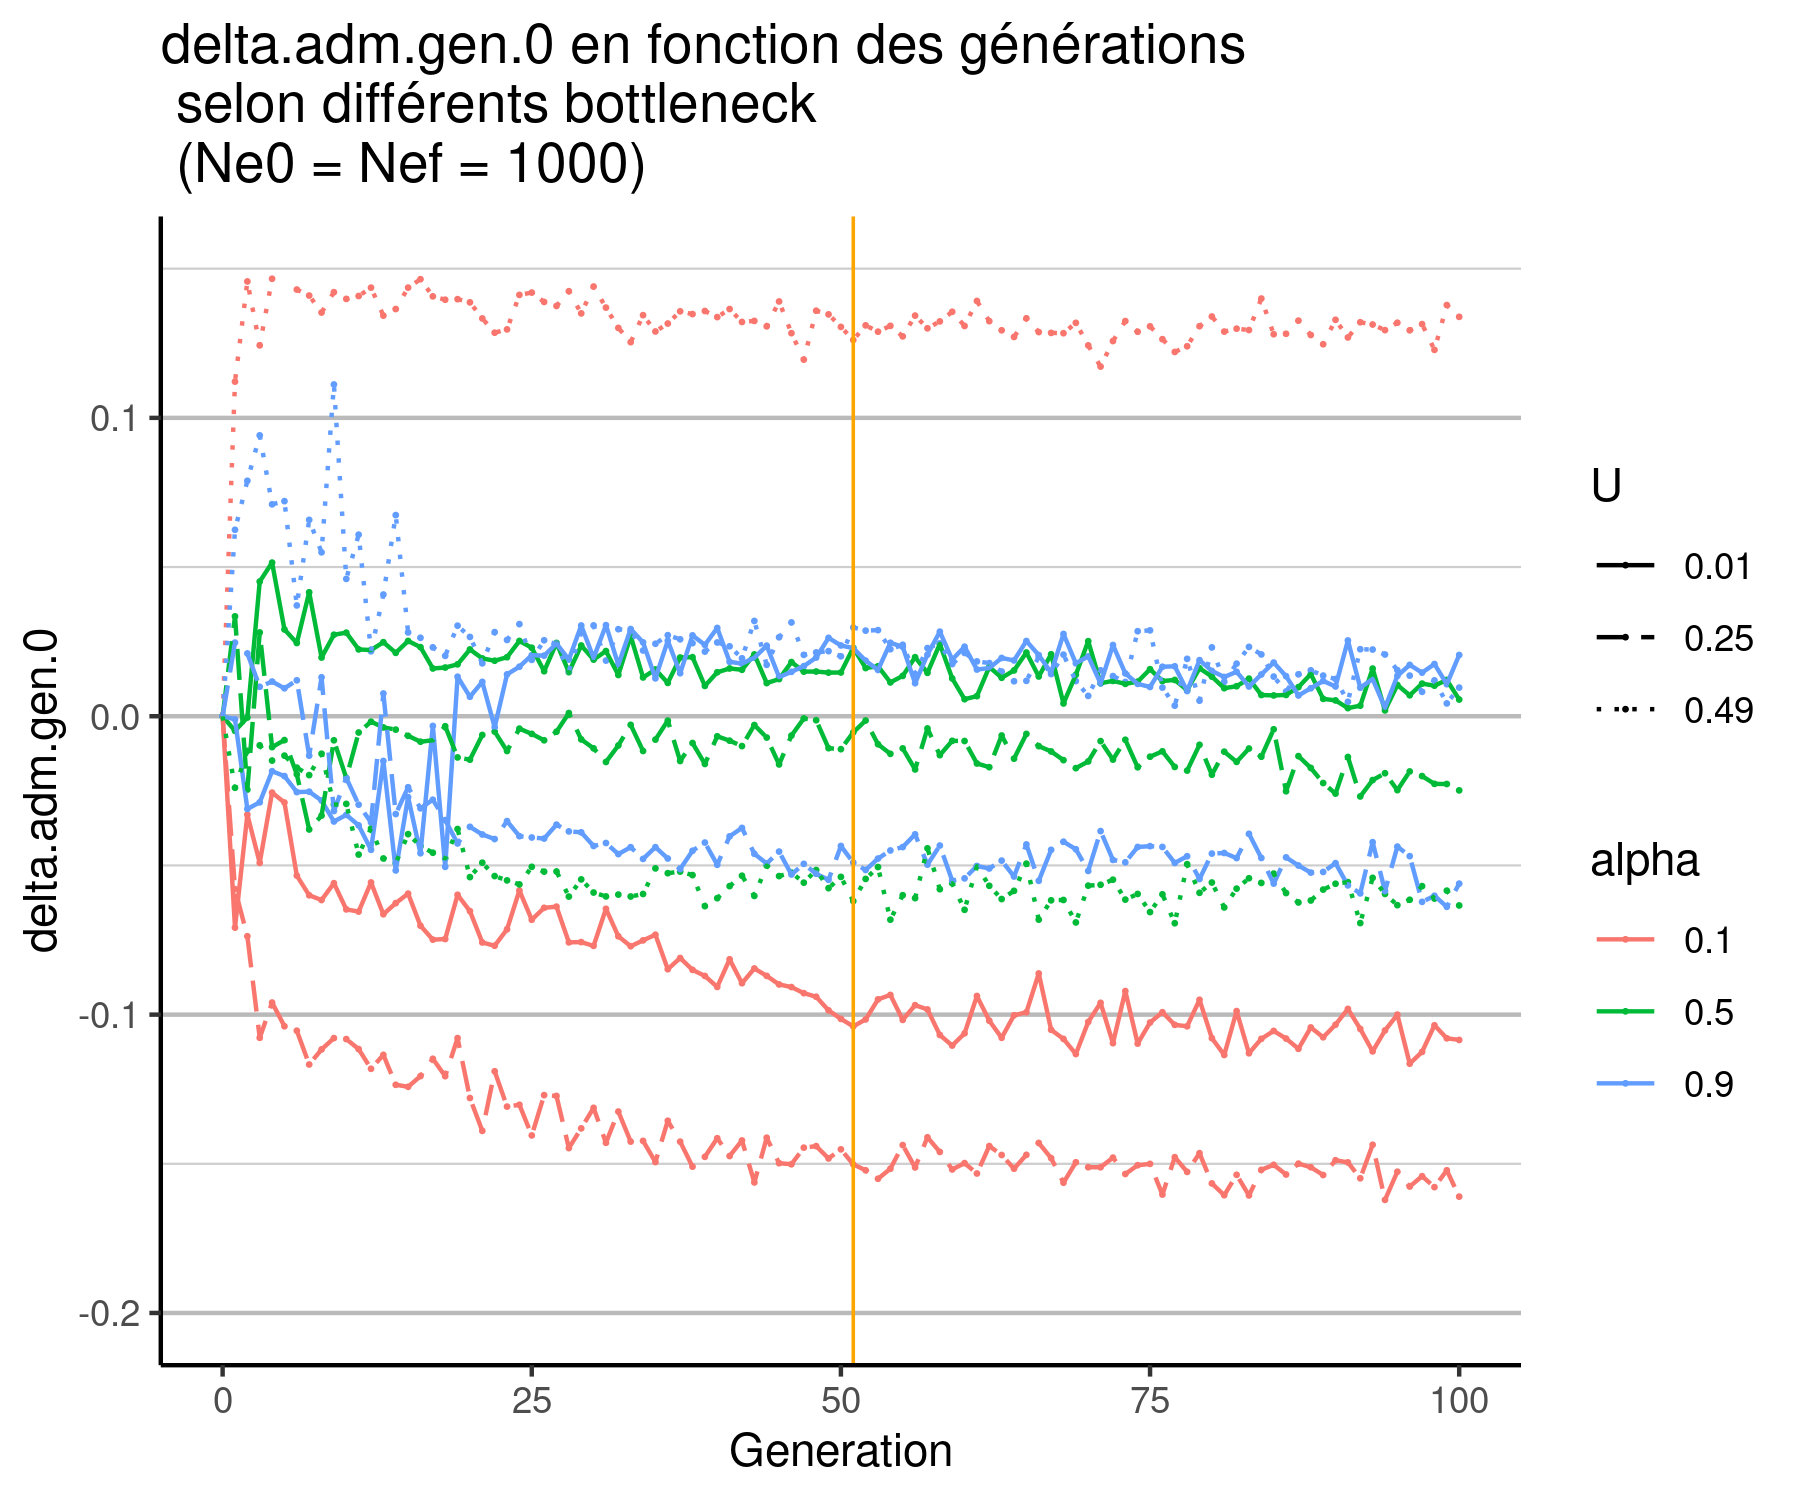 delta.adm.gen.0 en fonction des générations
selon différents bottleneck
(Ne0 = Nef = 1000)
delta.adm.gen.0
0.1
0.0
-0.1
-0.2
0
25
50
75
100
Generation
U
0.01
0.25
0.49
alpha
0.1
0.5
0.9